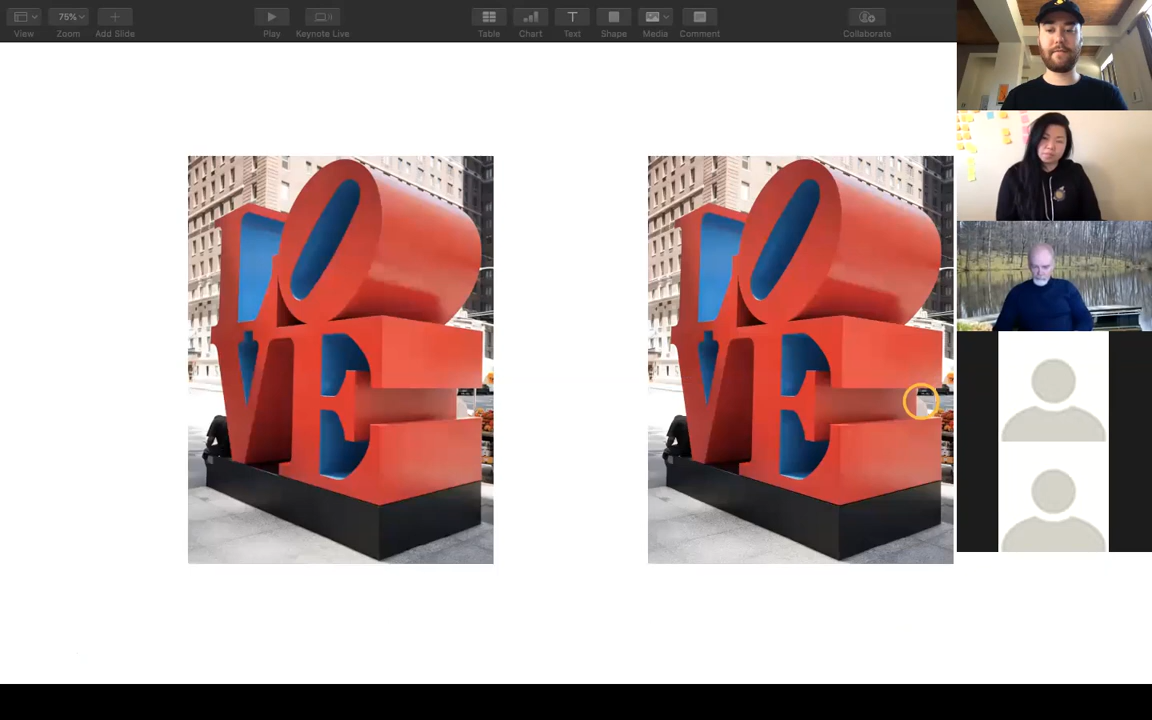 View
75%
Zoom
Add Slide
Play
Keynote Live
Table
Chart
Text
Shape
Media
Comment
Collaborate
LO
VE
LO
VE